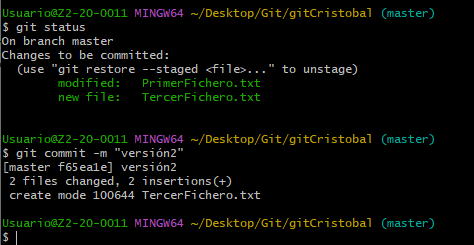 Usuario@Z2-20-0011 MINGW64 ~/Desktop/Git/gitCristobal (master)
$ git status
On branch master
Changes to be committed:
  (use "git restore --staged <file>..." to unstage)
        modified:   PrimerFichero.txt
        new file:   TercerFichero.txt

Usuario@Z2-20-0011 MINGW64 ~/Desktop/Git/gitCristobal (master)
$ git commit -m "versión2"
[master f65ea1e] versión2
 2 files changed, 2 insertions(+)
 create mode 100644 TercerFichero.txt

Usuario@Z2-20-0011 MINGW64 ~/Desktop/Git/gitCristobal (master)
$